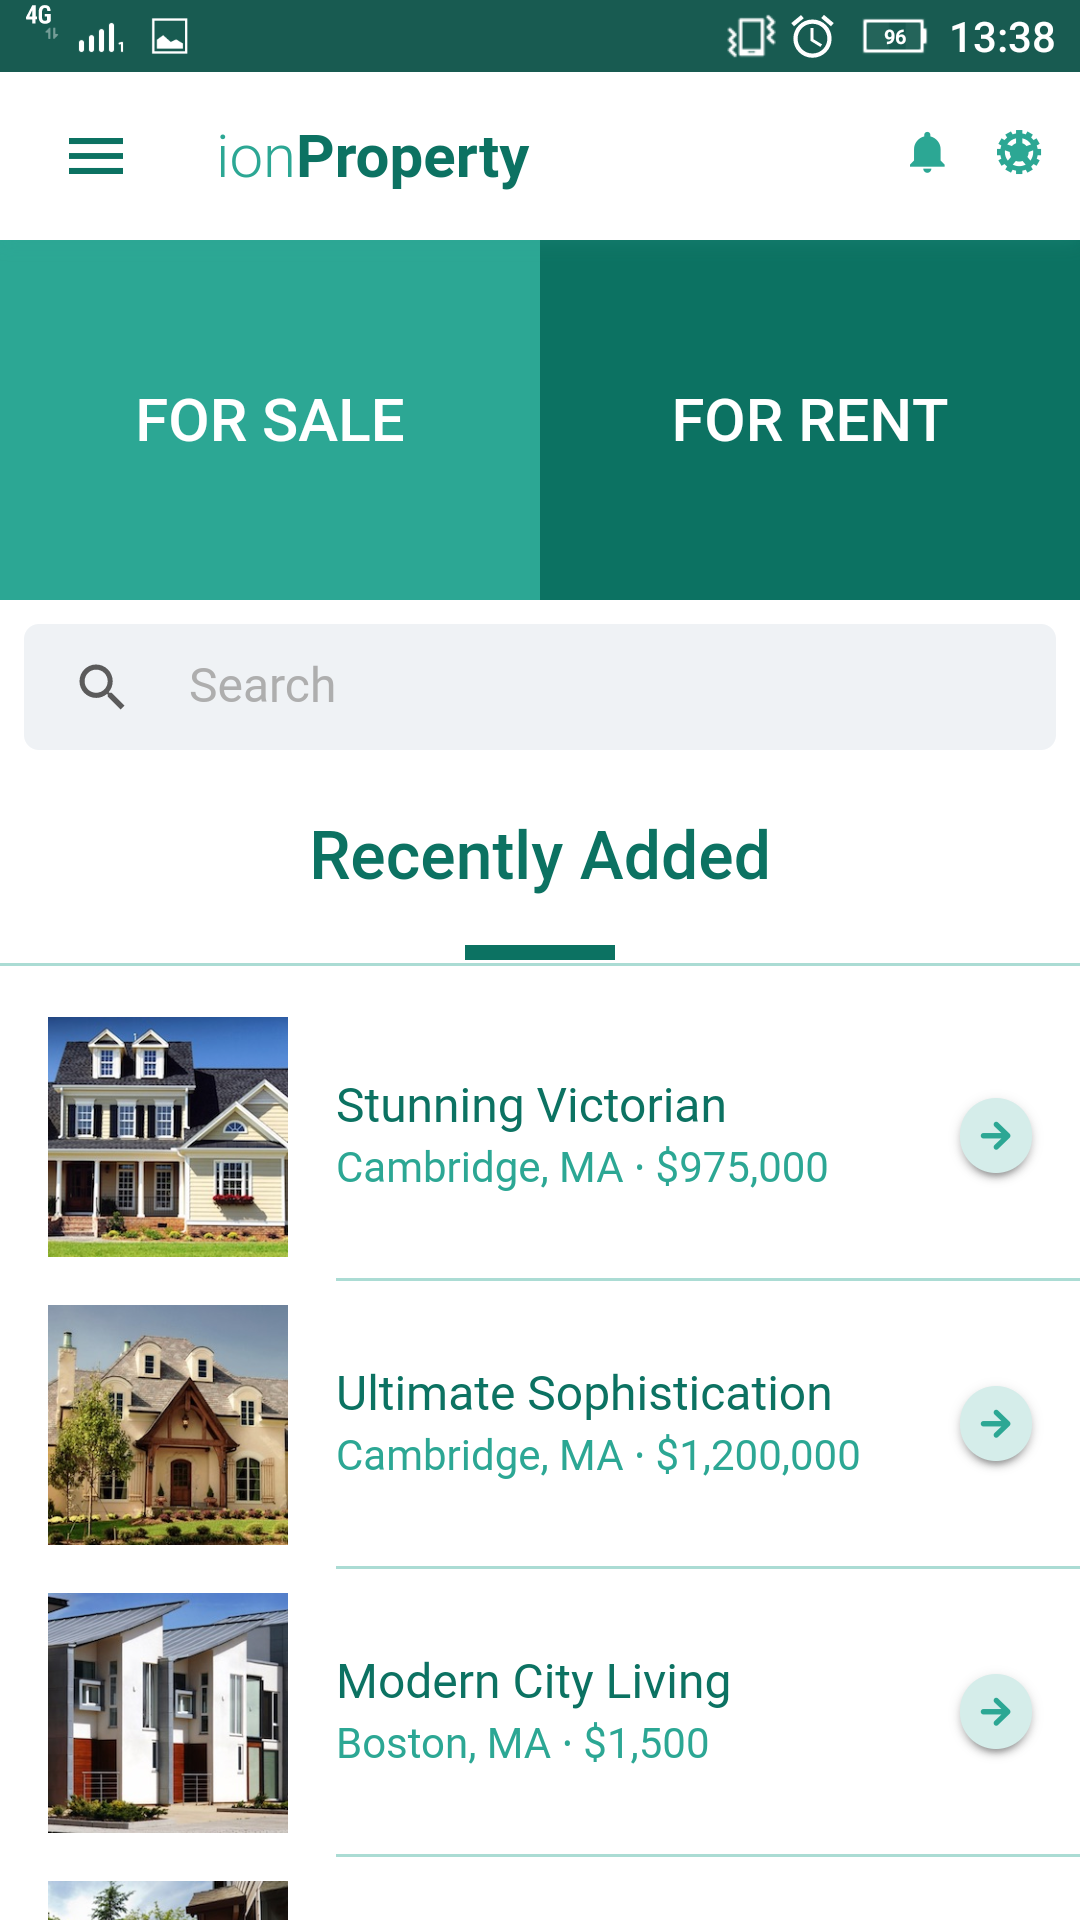 4G
1
96
13:38
ionProperty
FOR SALE
FOR RENT
Search
Recently Added
Stunning Victorian
Cambridge, MA · $975,000
Ultimate Sophistication
Cambridge, MA · $1,200,000
Modern City Living
Boston, MA · $1,500